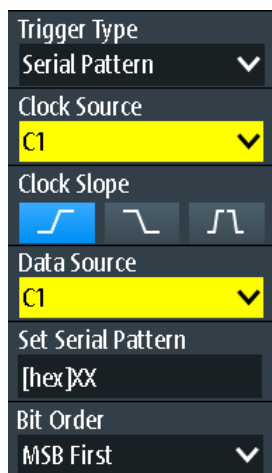 Trigger Type
Serial Pattern
Clock Source
C1
Clock Slope
Data Source
C1
Set Serial Pattern
[hex]XX
Bit Order
MSB First